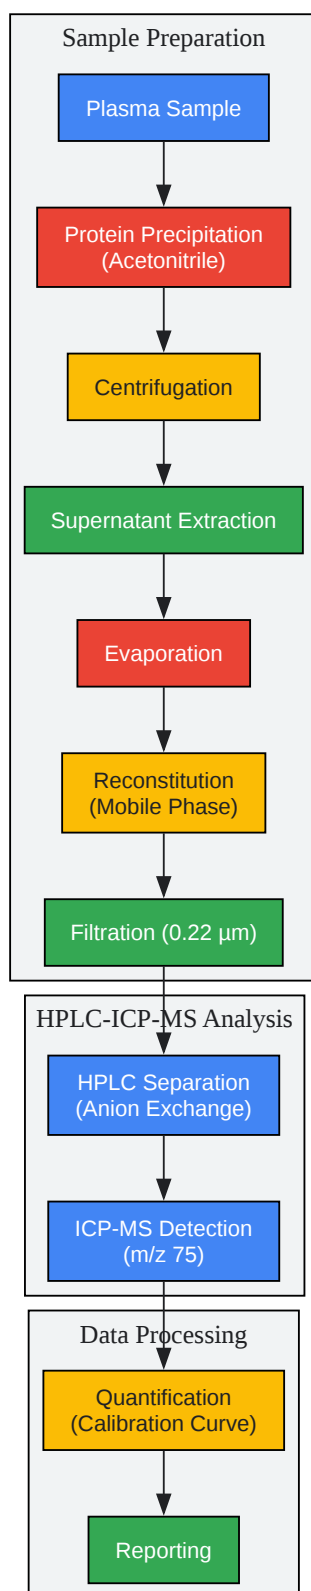 Sample Preparation
Plasma Sample
Protein Precipitation
(Acetonitrile)
Centrifugation
Supernatant Extraction
Evaporation
Reconstitution
(Mobile Phase)
Filtration (0.22 µm)
HPLC-ICP-MS Analysis
HPLC Separation
(Anion Exchange)
ICP-MS Detection
(m/z 75)
Data Processing
Quantification
(Calibration Curve)
Reporting